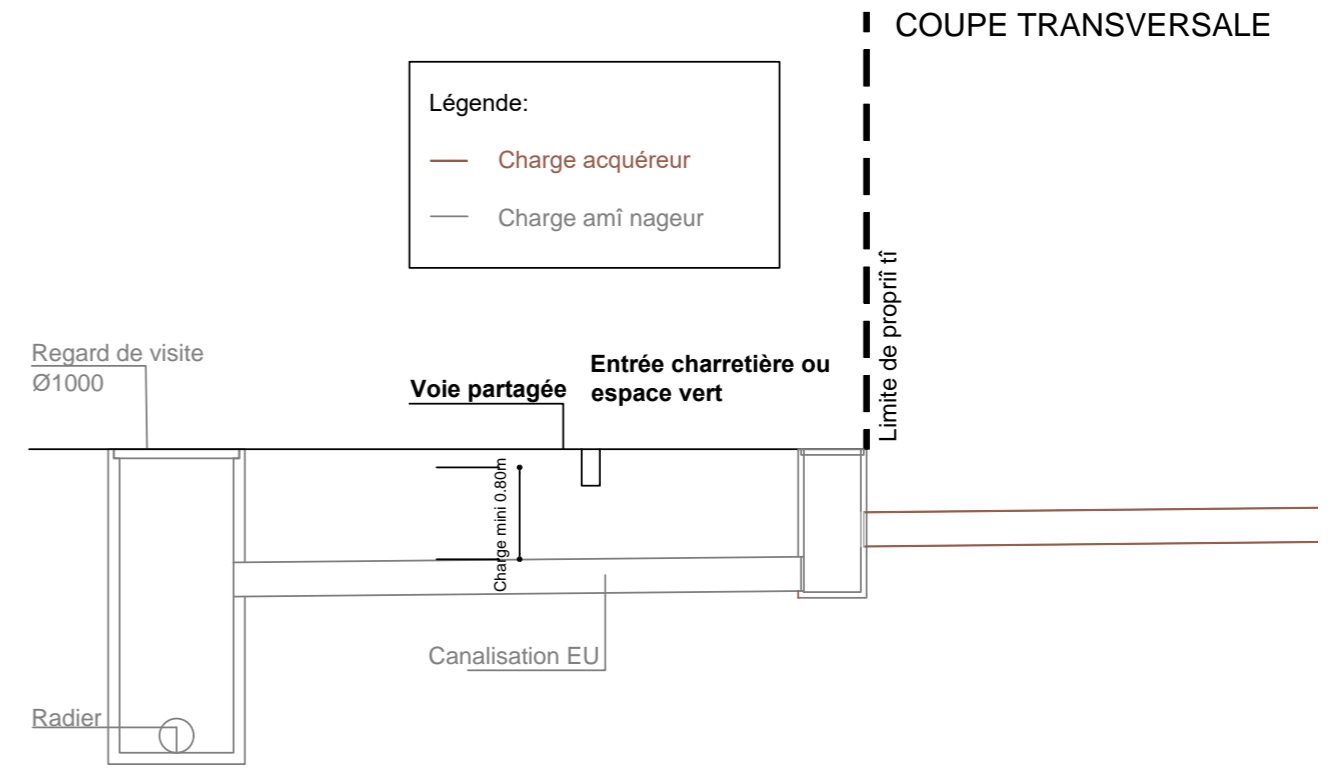 COUPE TRANSVERSALE
Légende:
Charge acquéreur
Charge amî nageur
Limite de propriî tî
Regard de visite
Ø1000
Voie partagée
Entrée charretière ou
espace vert
Charge mini 0.80m
Canalisation EU
Radier